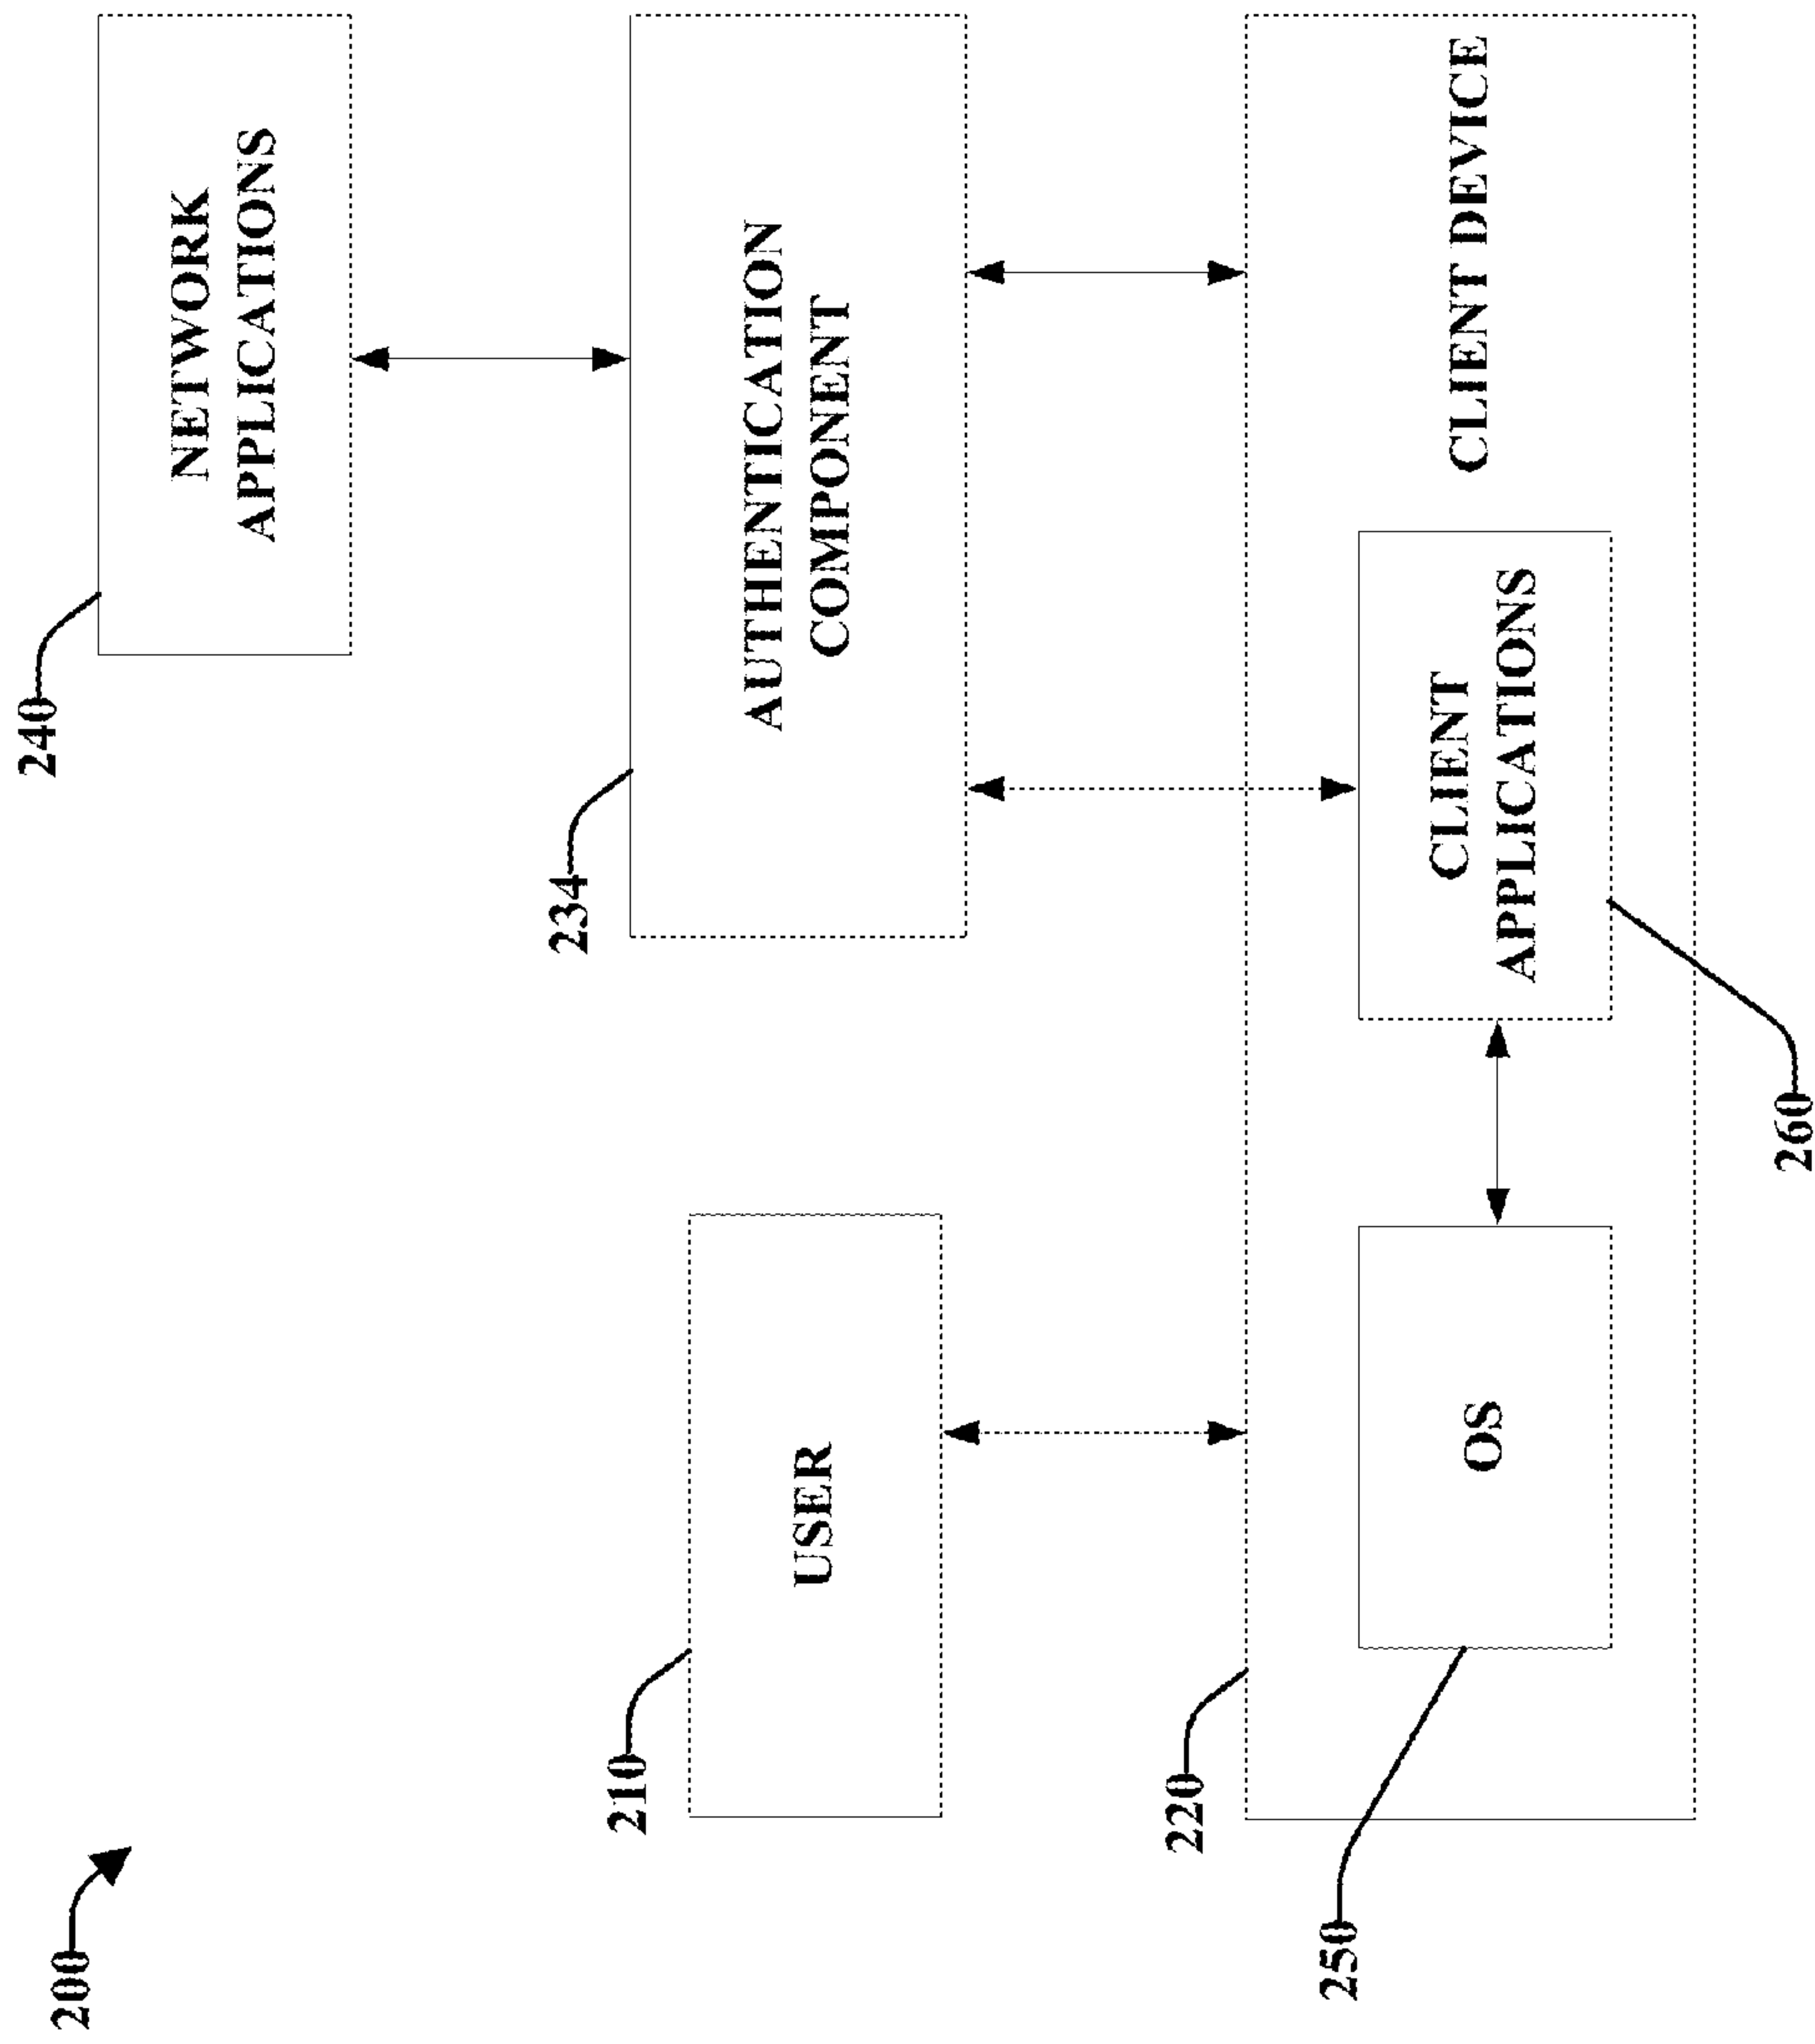 200
240
NETWORK
APPLICATIONS
210
USER
234
AUTHENTICATION
COMPONENT
220
CLIENT DEVICE
250
OS
CLIENT
APPLICATIONS
260